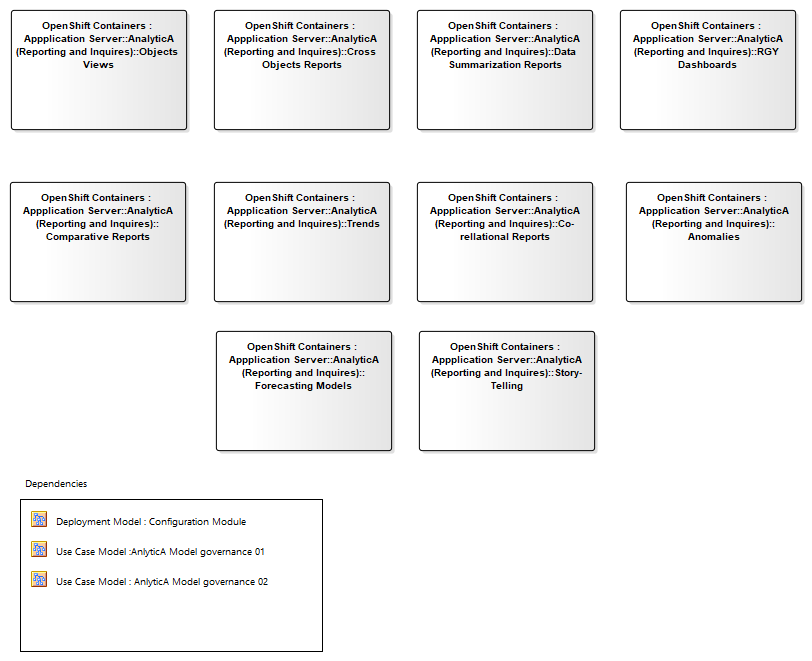 OpenShift Containers :
Appplication Server::AnalyticA
(Reporting and Inquires)::Objects
Views
OpenShift Containers :
Appplication Server::AnalyticA
(Reporting and Inquires)::Cross
Objects Reports
OpenShift Containers :
Appplication Server::AnalyticA
(Reporting and Inquires)::Data
Summarization Reports
OpenShift Containers :
Appplication Server::AnalyticA
(Reporting and Inquires)::RGY
Dashboards
OpenShift Containers :
Appplication Server::AnalyticA
(Reporting and Inquires)::
Comparative Reports
OpenShift Containers :
Appplication Server::AnalyticA
(Reporting and Inquires)::Trends
OpenShift Containers :
Appplication Server::AnalyticA
(Reporting and Inquires)::Co-
rellational Reports
OpenShift Containers :
Appplication Server::AnalyticA
(Reporting and Inquires)::
Anomalies
OpenShift Containers :
Appplication Server::AnalyticA
(Reporting and Inquires)::
Forecasting Models
OpenShift Containers :
Appplication Server::AnalyticA
(Reporting and Inquires)::Story-
Telling
Dependencies
Deployment Model : Configuration Module
Use Case Model :AnlyticA Model governance 01
Use Case Model : AnlyticA Model governance 02